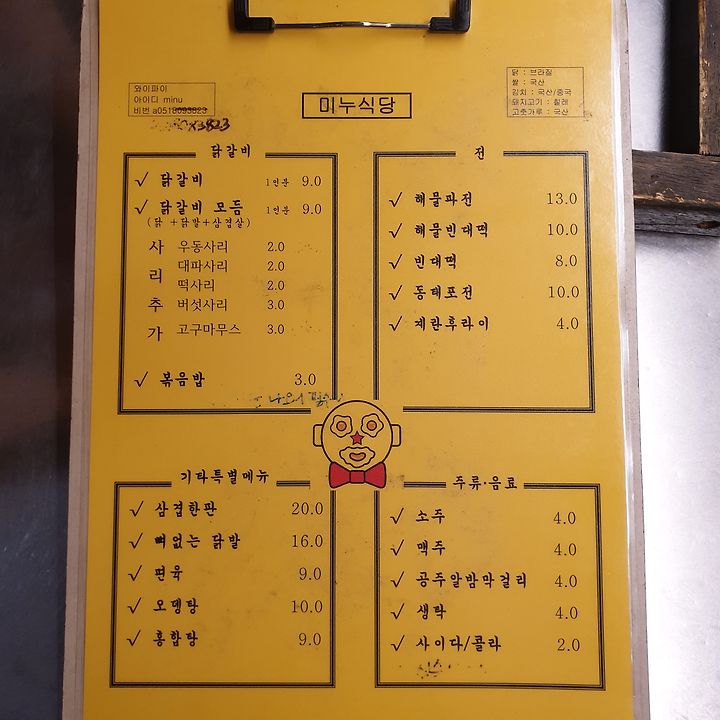 와이파이
아이디 minu
비번 a0518093823
미누식당
닭 : 브라질
쌀 : 국산
김치 : 국산/중국
돼지고기 : 칠레
고춧가루 : 국산
닭갈비
✓ 닭갈비 1인분 9.0
✓ 닭갈비 모듬 1인분 9.0
(닭 +닭발+삼겹살)
사리추가
우동사리 2.0
대파사리 2.0
떡사리 2.0
버섯사리 3.0
고구마무스 3.0
✓ 볶음밥 3.0
전
✓ 해물파전 13.0
✓ 해물빈대떡 10.0
✓ 빈대떡 8.0
✓ 동태포전 10.0
✓ 계란후라이 4.0
기타특별메뉴
✓ 삼겹한판 20.0
✓ 뼈없는 닭발 16.0
✓ 편육 9.0
✓ 오뎅탕 10.0
✓ 홍합탕 9.0
주류·음료
✓ 소주 4.0
✓ 맥주 4.0
✓ 공주알밤막걸리 4.0
✓ 생탁 4.0
✓ 사이다/콜라 2.0